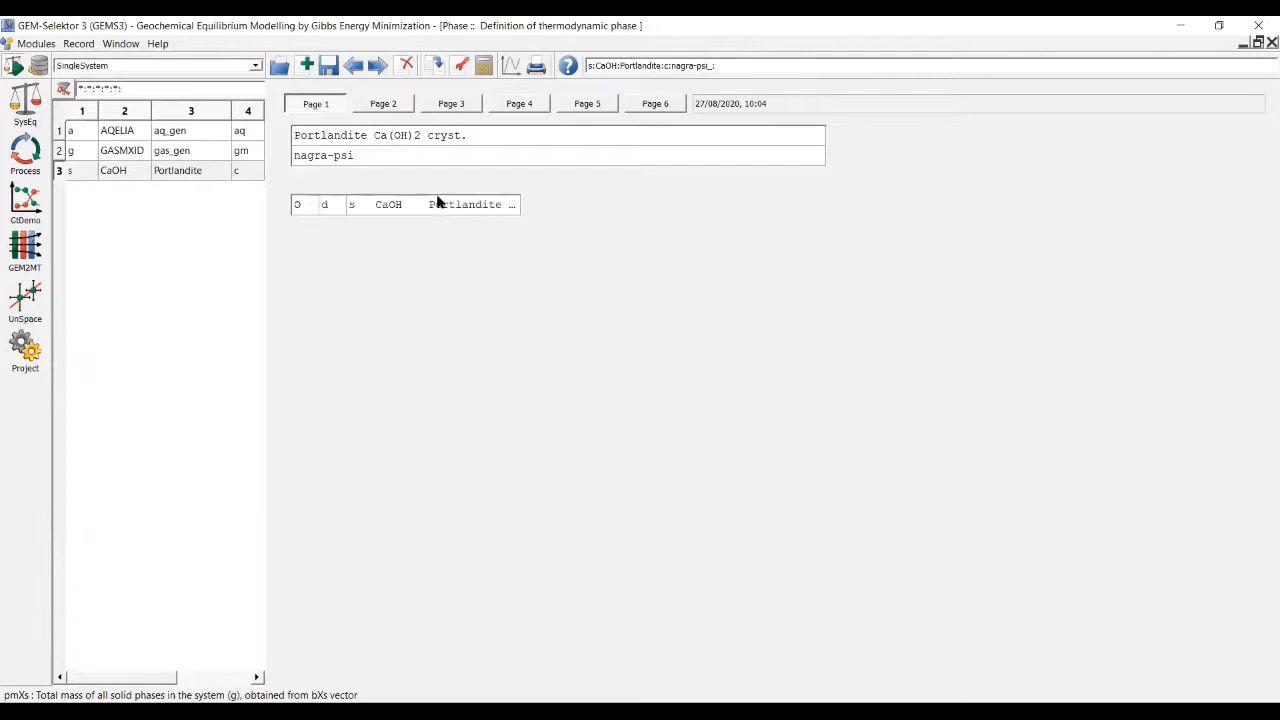 GEM-Selektor 3 (GEMS3) - Geochemical Equilibrium Modelling by Gibbs Energy Minimization - [Phase :: Definition of thermodynamic phase ]
Modules Record Window Help
SingleSystem
s:CaOH:Portlandite:c:nagra-psi_:
*:*:*:*:*:
Page 1 Page 2 Page 3 Page 4 Page 5 Page 6 27/08/2020, 10:04
1 2 3 4
1 a AQELIA aq_gen aq
2 g GASMXID gas_gen gm
3 s CaOH Portlandite c
SysEq
Process
GtDemo
GEM2MT
UnSpace
Project
Portlandite Ca(OH)2 cryst.
nagra-psi
O d s CaOH Portlandite ...
pmXs : Total mass of all solid phases in the system (g), obtained from bXs vector